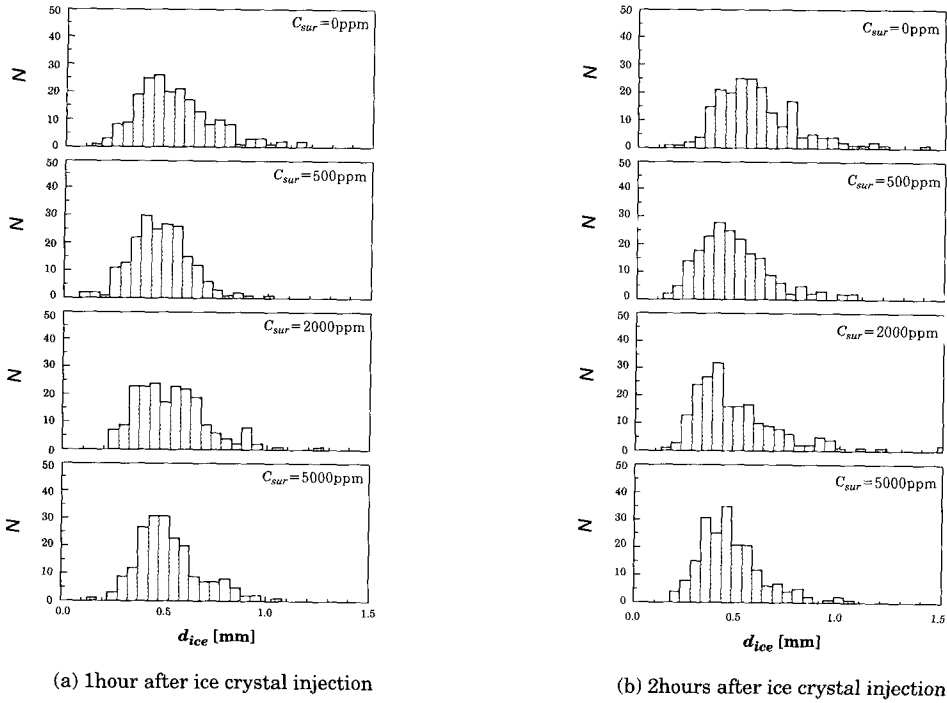 50
40
30
20
10
0
N
C_sur=0ppm
50
40
30
20
10
0
N
C_sur=500ppm
50
40
30
20
10
0
N
C_sur=2000ppm
50
40
30
20
10
0
N
C_sur=5000ppm
0.0 0.5 1.0 1.5
d_ice [mm]
(a) 1hour after ice crystal injection
50
40
30
20
10
0
N
C_sur=0ppm
50
40
30
20
10
0
N
C_sur=500ppm
50
40
30
20
10
0
N
C_sur=2000ppm
50
40
30
20
10
0
N
C_sur=5000ppm
0.0 0.5 1.0 1.5
d_ice [mm]
(b) 2hours after ice crystal injection